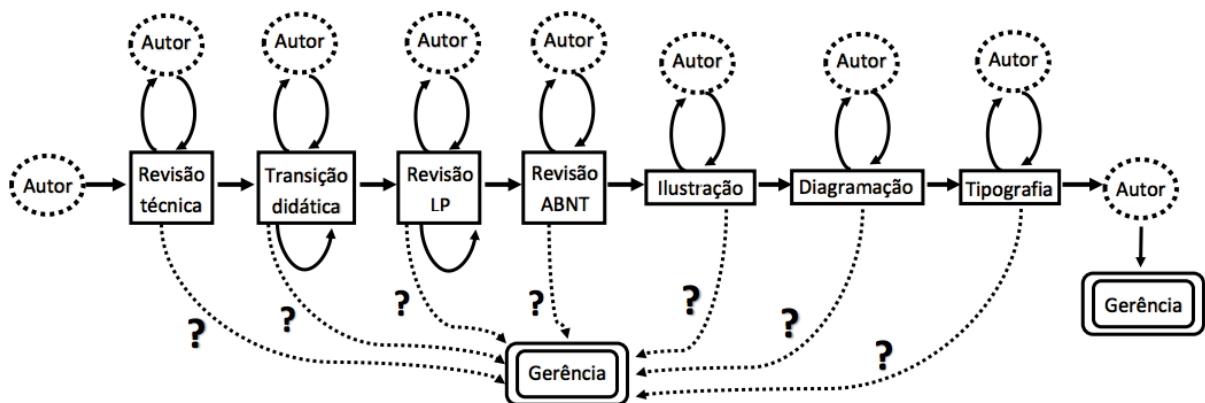 Autor
Autor
Autor
Autor
Autor
Autor
Autor
Autor
Revisão
técnica
Transição
didática
Revisão
LP
Revisão
ABNT
Ilustração
Diagramação
Tipografia
Autor
?
?
?
?
?
?
?
Gerência
Gerência